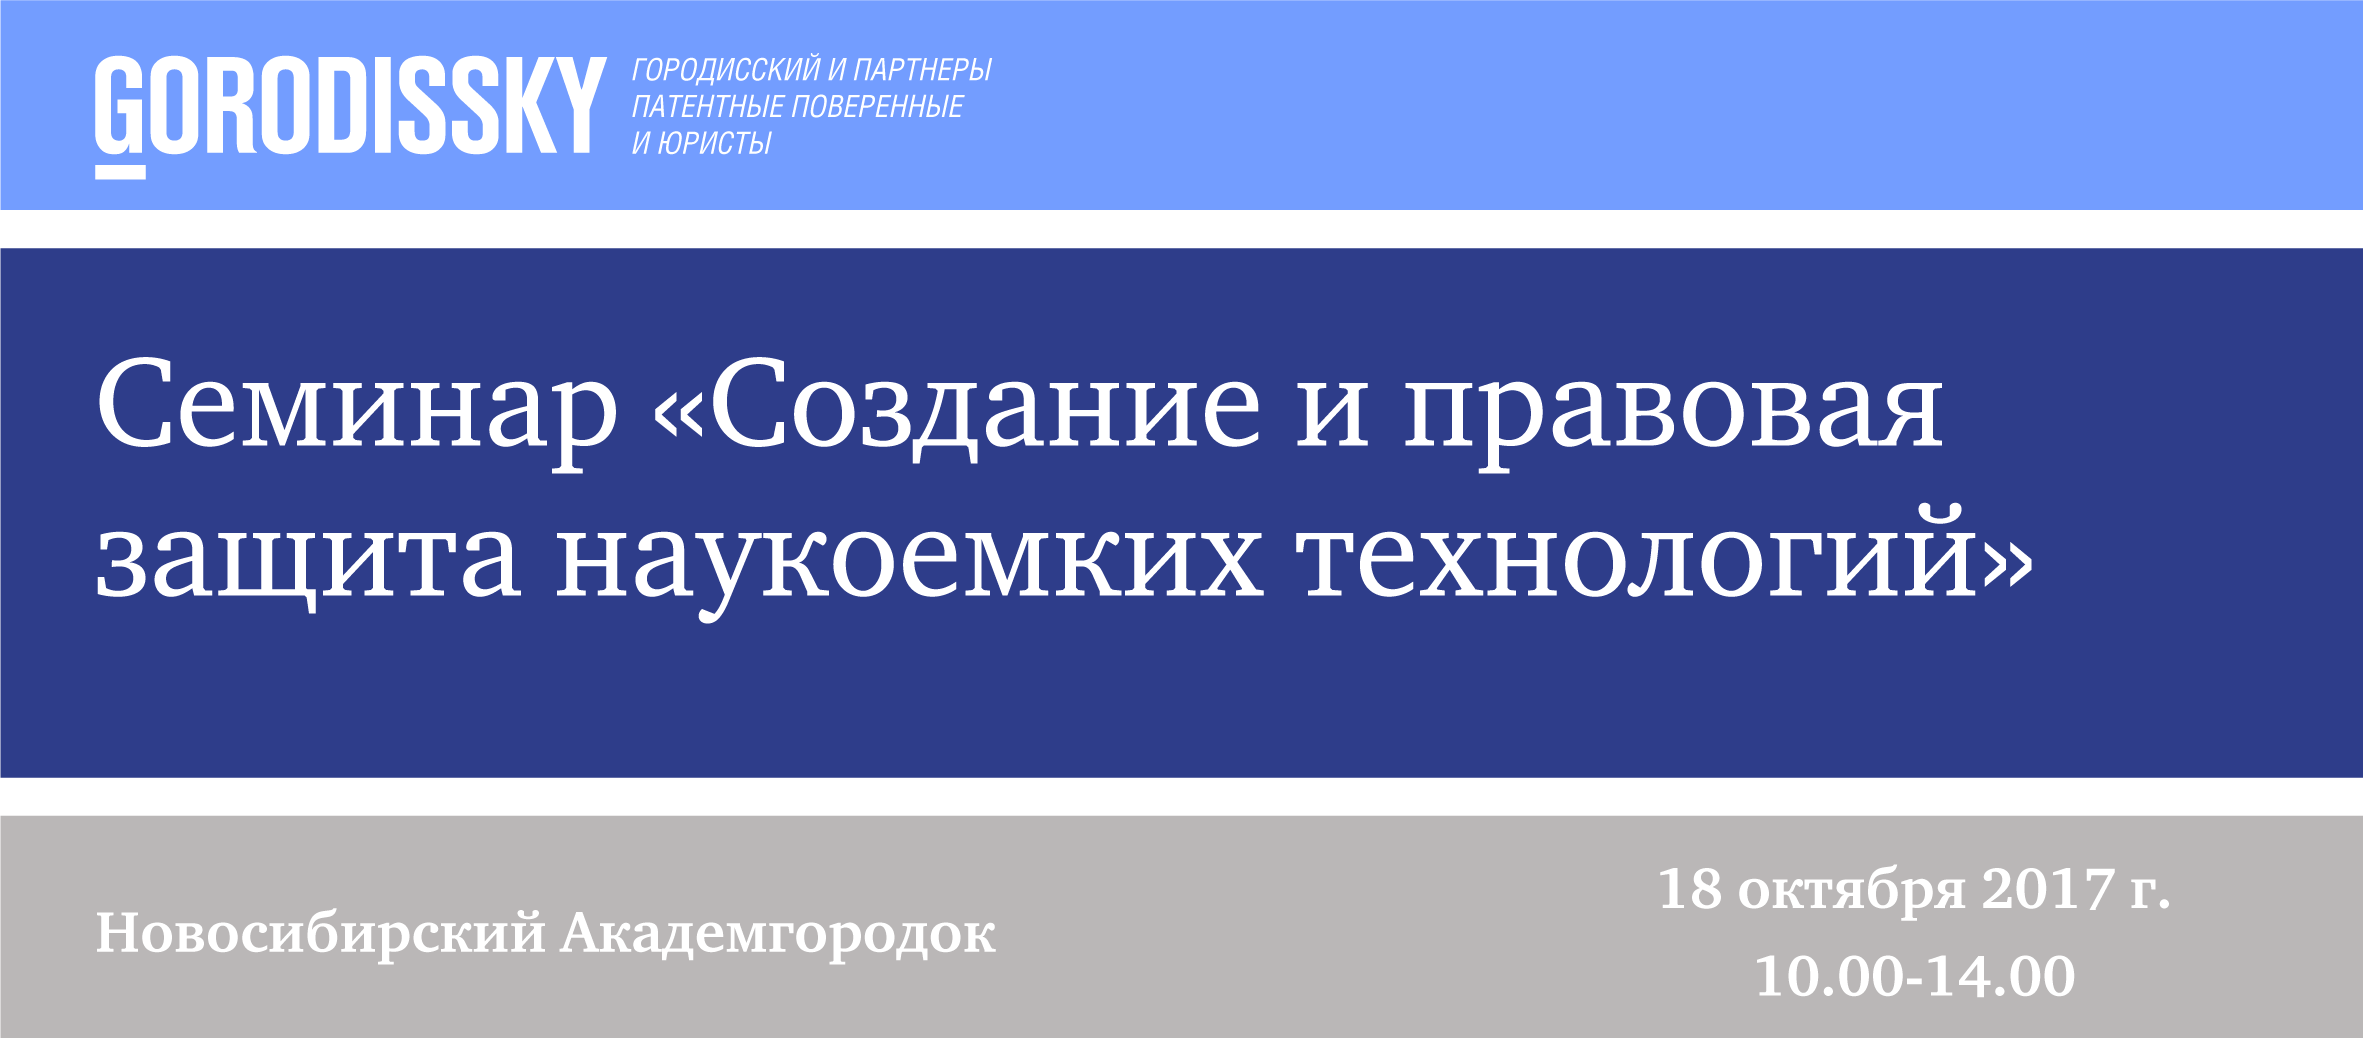 GORODISSKY
ГОРОДИССКИЙ И ПАРТНЕРЫ
ПАТЕНТНЫЕ ПОВЕРЕННЫЕ
И ЮРИСТЫ
Семинар «Создание и правовая
защита наукоемких технологий»
Новосибирский Академгородок
18 октября 2017 г.
10.00-14.00